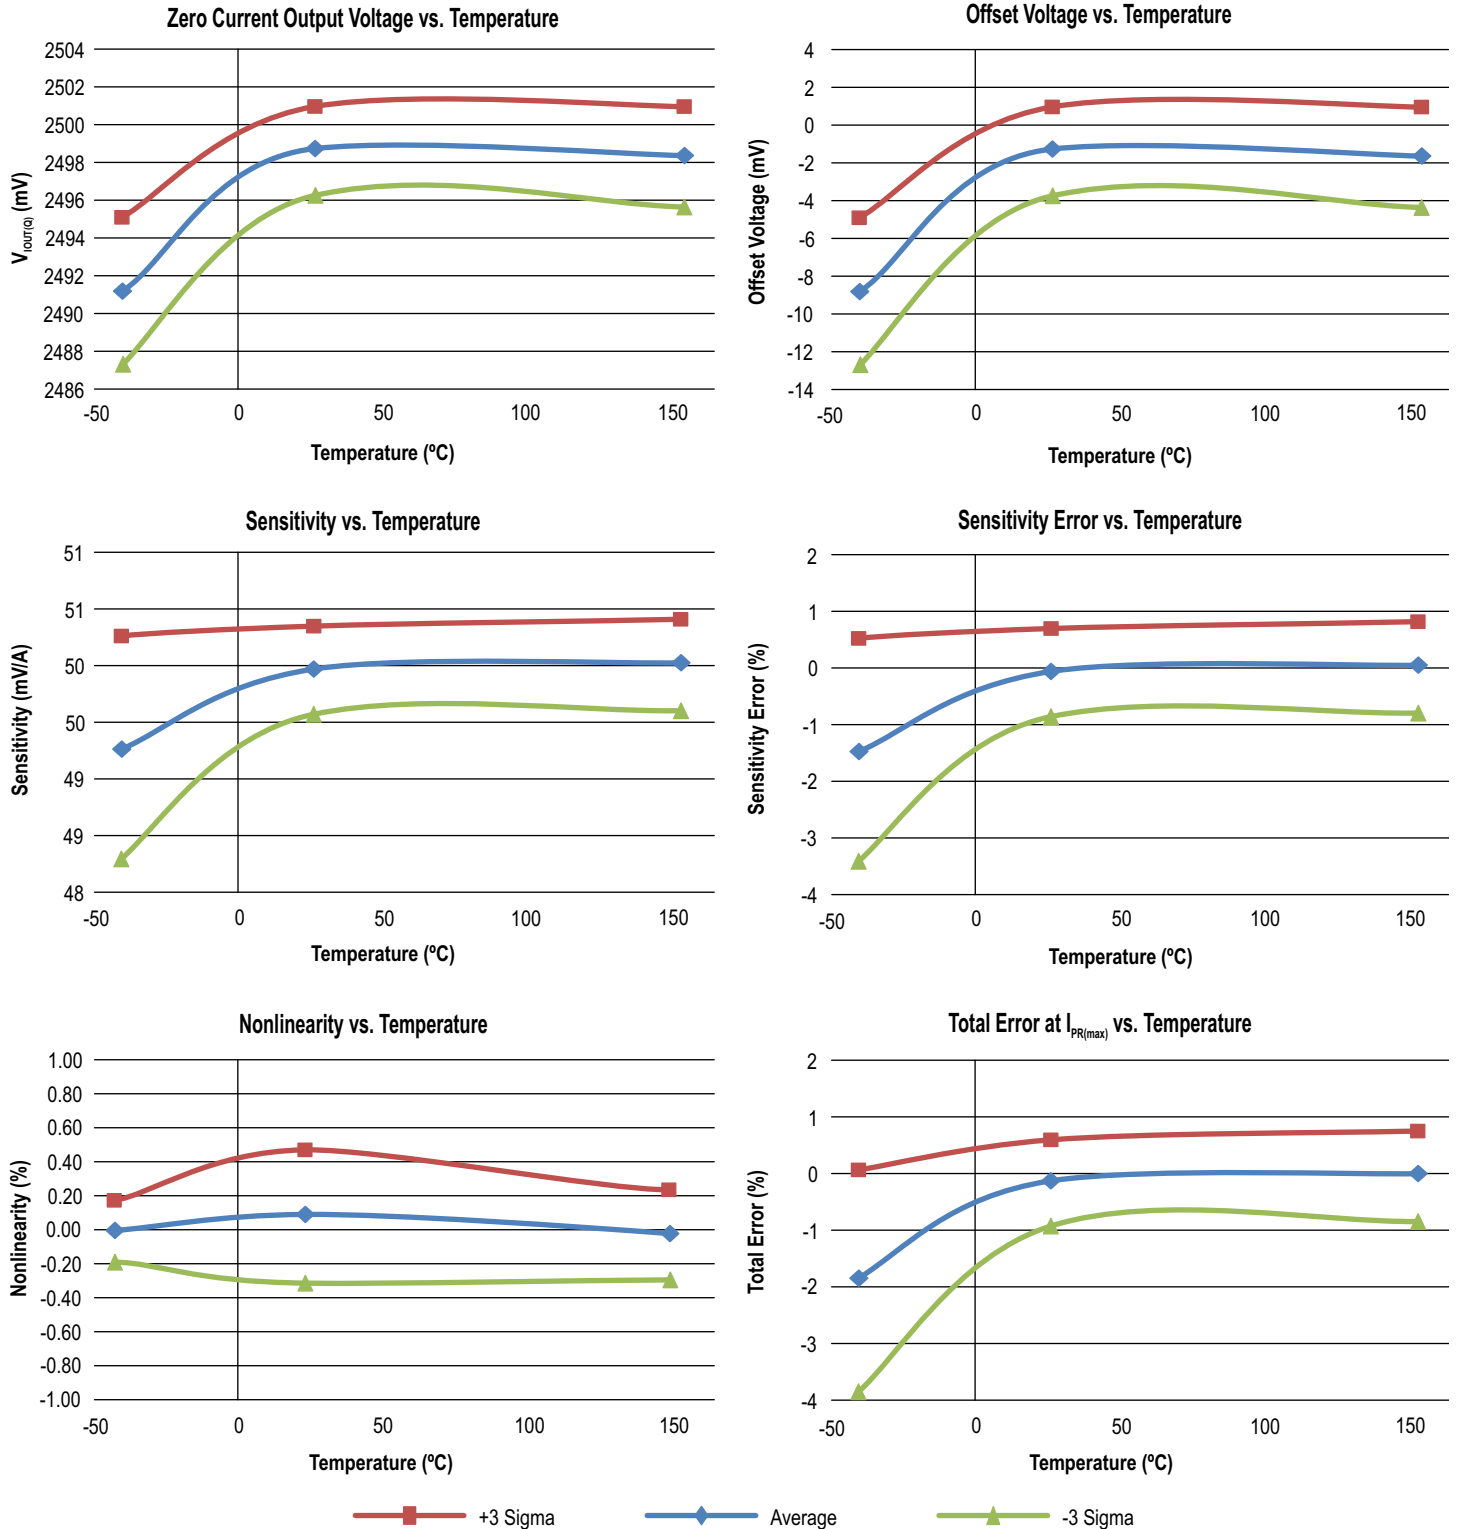 Zero Current Output Voltage vs. Temperature
2504
2502
2500
2498
2496
2494
2492
2490
2488
2486
VIOUT(Q) (mV)
-50 0 50 100 150
Temperature (ºC)
Offset Voltage vs. Temperature
4
2
0
-2
-4
-6
-8
-10
-12
-14
Offset Voltage (mV)
-50 0 50 100 150
Temperature (ºC)
Sensitivity vs. Temperature
51
51
50
50
49
49
48
Sensitivity (mV/A)
-50 0 50 100 150
Temperature (ºC)
Sensitivity Error vs. Temperature
2
1
0
-1
-2
-3
-4
Sensitivity Error (%)
-50 0 50 100 150
Temperature (ºC)
Nonlinearity vs. Temperature
1.00
0.80
0.60
0.40
0.20
0.00
-0.20
-0.40
-0.60
-0.80
-1.00
Nonlinearity (%)
-50 0 50 100 150
Temperature (ºC)
Total Error at IPR(max) vs. Temperature
2
1
0
-1
-2
-3
-4
Total Error (%)
-50 0 50 100 150
Temperature (ºC)
+3 Sigma Average -3 Sigma